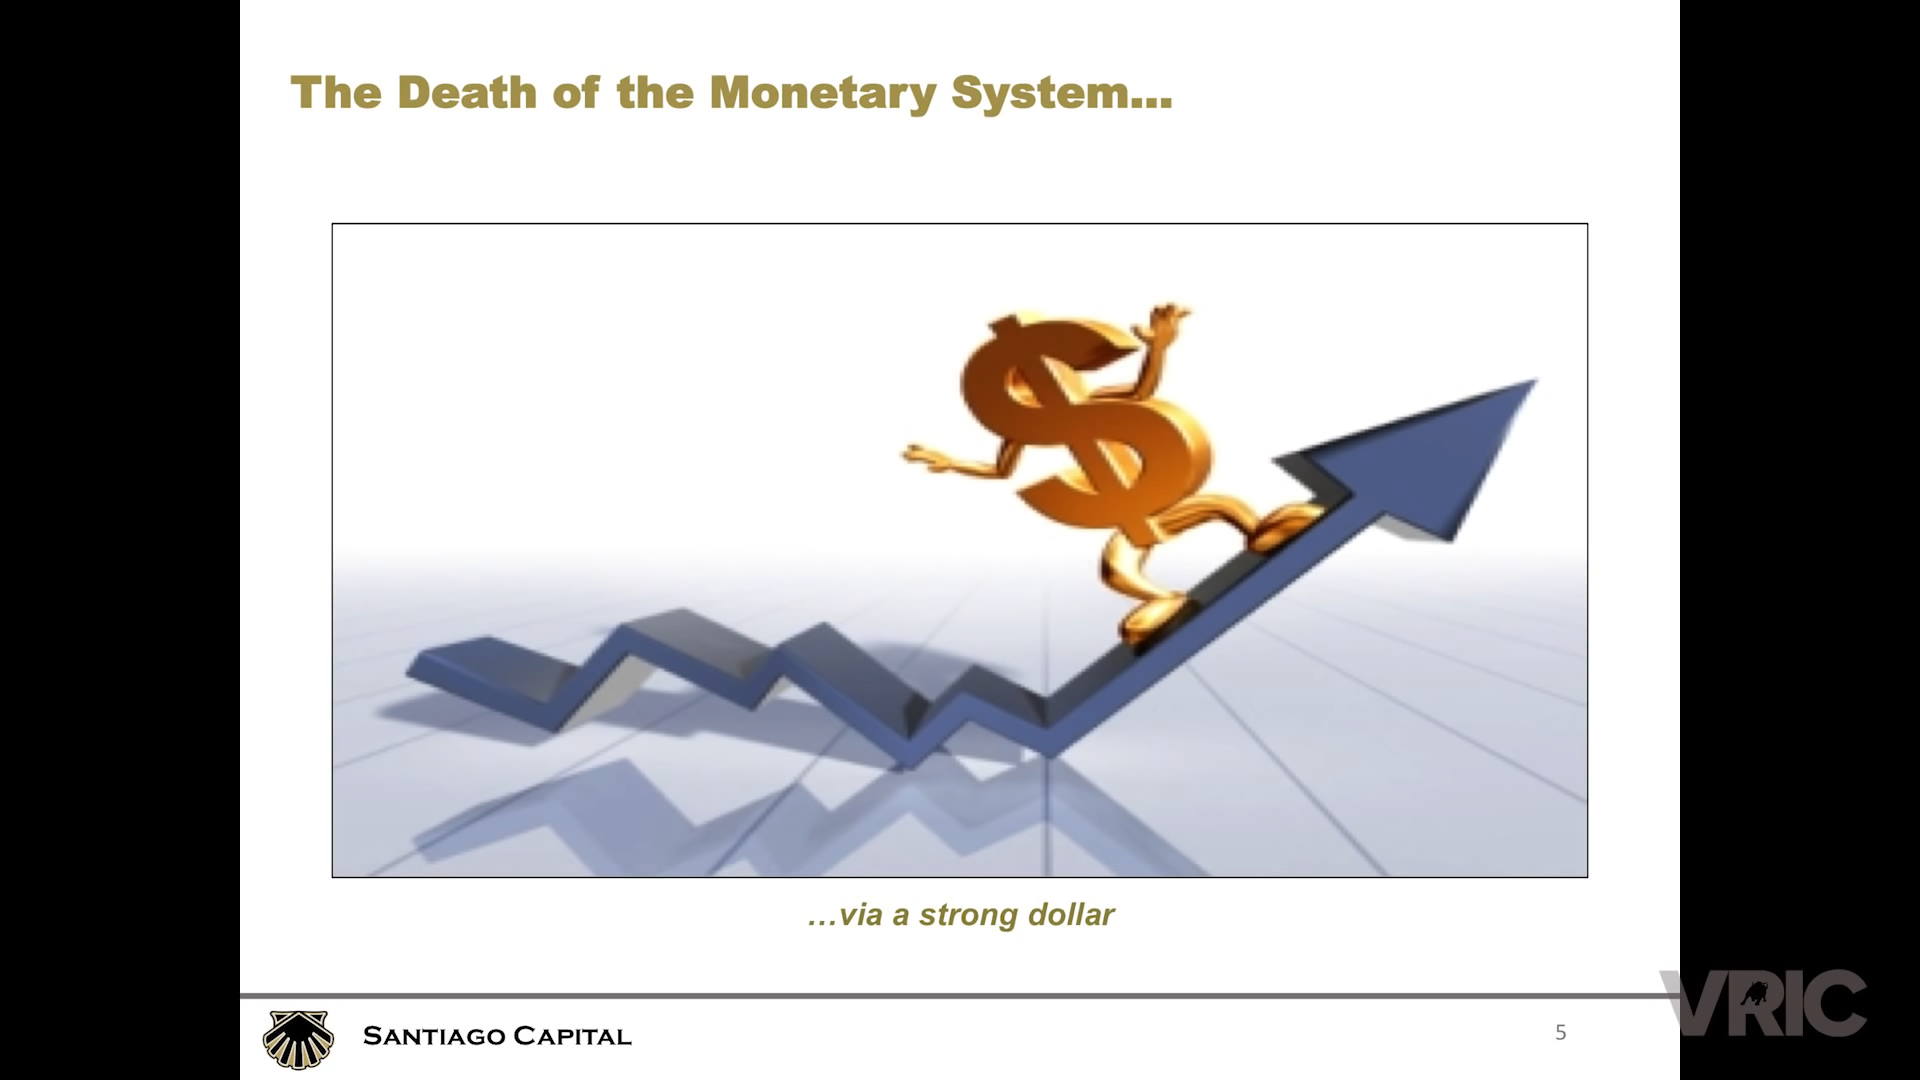 The Death of the Monetary System...
...via a strong dollar
SANTIAGO CAPITAL
5
VRIC